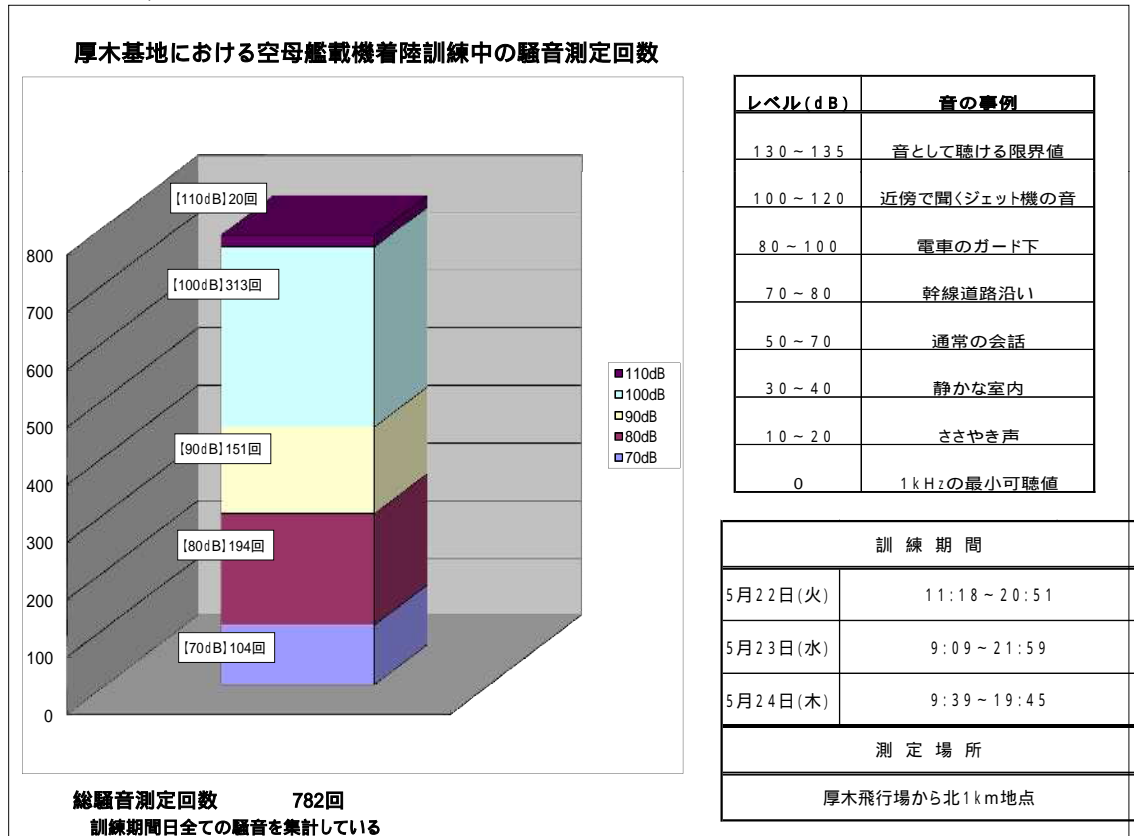 厚木基地における空母艦載機着陸訓練中の騒音測定回数
【110dB】20回
【100dB】313回
【90dB】151回
【80dB】194回
【70dB】104回
800
700
600
500
400
300
200
100
0
110dB
100dB
90dB
80dB
70dB
総騒音測定回数 782回
訓練期間日全ての騒音を集計している
レベル(dB) 音の事例
130~135 音として聴ける限界値
100~120 近傍で聞くジェット機の音
80~100 電車のガード下
70~80 幹線道路沿い
50~70 通常の会話
30~40 静かな室内
10~20 ささやき声
0 1kHzの最小可聴値
訓練期間
5月22日(火) 11:18~20:51
5月23日(水) 9:09~21:59
5月24日(木) 9:39~19:45
測定場所
厚木飛行場から北1km地点